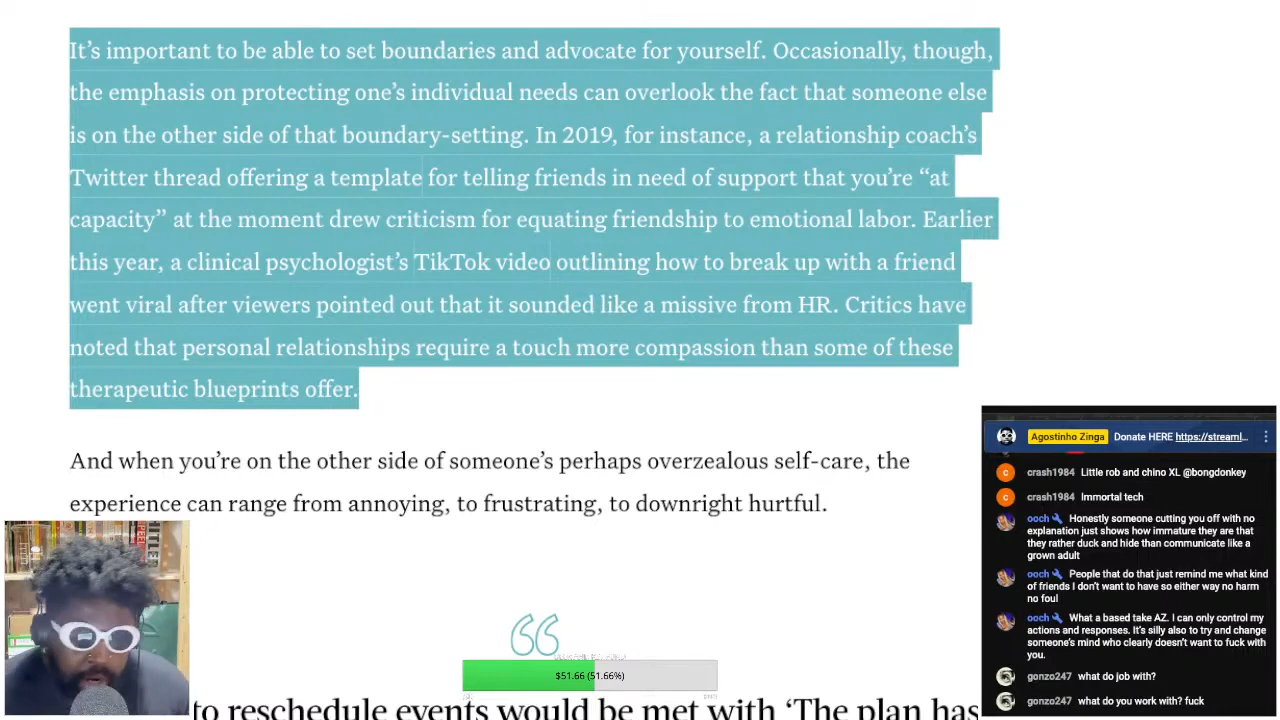 It’s important to be able to set boundaries and advocate for yourself. Occasionally, though,
the emphasis on protecting one’s individual needs can overlook the fact that someone else
is on the other side of that boundary-setting. In 2019, for instance, a relationship coach’s
Twitter thread offering a template for telling friends in need of support that you’re “at
capacity” at the moment drew criticism for equating friendship to emotional labor. Earlier
this year, a clinical psychologist’s TikTok video outlining how to break up with a friend
went viral after viewers pointed out that it sounded like a missive from HR. Critics have
noted that personal relationships require a touch more compassion than some of these
therapeutic blueprints offer.
And when you’re on the other side of someone’s perhaps overzealous self-care, the
experience can range from annoying, to frustrating, to downright hurtful.
“
$51.66 (51.66%)
to reschedule events would be met with ‘The plan has
Agostinho Zinga Donate HERE https://streaml...
crash1984 Little rob and chino XL @bongdonkey
crash1984 Immortal tech
ooch Honestly someone cutting you off with no
explanation just shows how immature they are that
they rather duck and hide than communicate like a
grown adult
ooch People that do that just remind me what kind
of friends I don't want to have so either way no harm
no foul
ooch What a based take AZ. I can only control my
actions and responses. It's silly also to try and change
someone's mind who clearly doesn't want to fuck with
you.
gonzo247 what do job with?
gonzo247 what do you work with? fuck